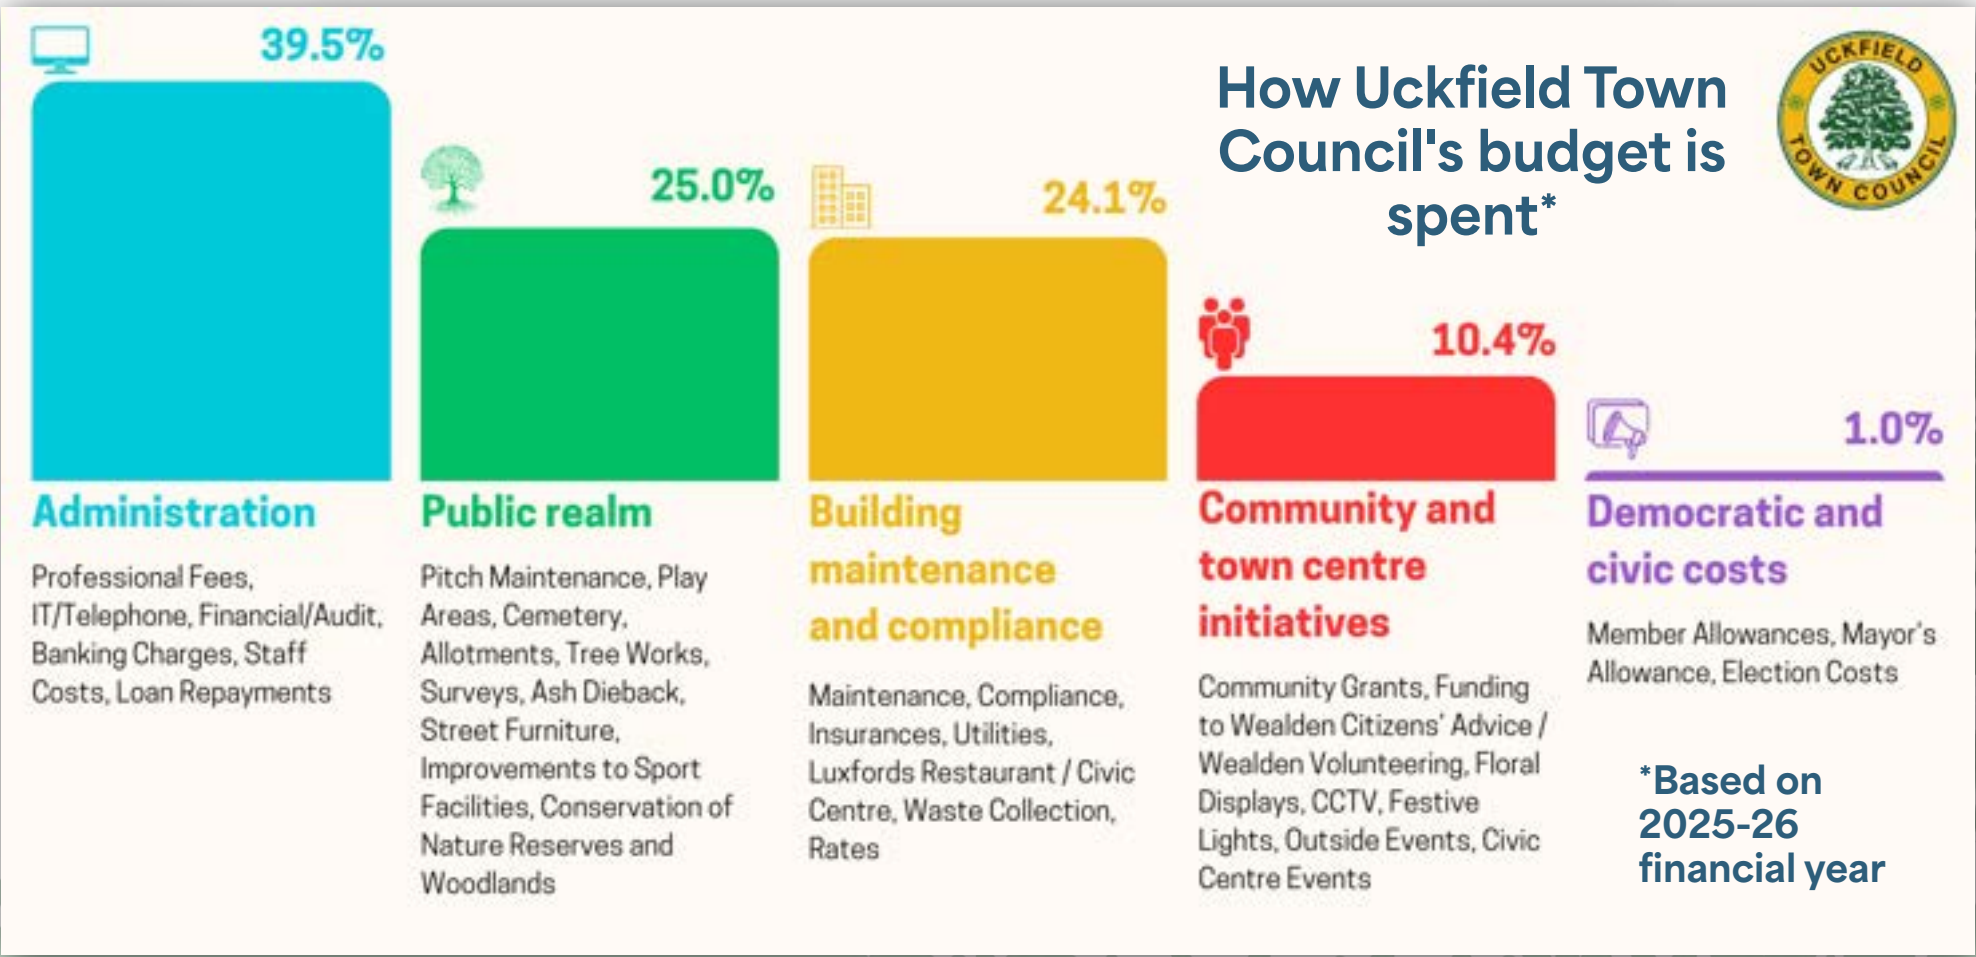 How Uckfield Town
Council's budget is
spent*
UCKFIELD
TOWN COUNCIL
39.5%
Administration
Professional Fees,
IT/Telephone, Financial/Audit,
Banking Charges, Staff
Costs, Loan Repayments
25.0%
Public realm
Pitch Maintenance, Play
Areas, Cemetery,
Allotments, Tree Works,
Surveys, Ash Dieback,
Street Furniture,
Improvements to Sport
Facilities, Conservation of
Nature Reserves and
Woodlands
24.1%
Building
maintenance
and compliance
Maintenance, Compliance,
Insurances, Utilities,
Luxfords Restaurant / Civic
Centre, Waste Collection,
Rates
10.4%
Community and
town centre
initiatives
Community Grants, Funding
to Wealden Citizens' Advice /
Wealden Volunteering, Floral
Displays, CCTV, Festive
Lights, Outside Events, Civic
Centre Events
1.0%
Democratic and
civic costs
Member Allowances, Mayor's
Allowance, Election Costs
*Based on
2025-26
financial year